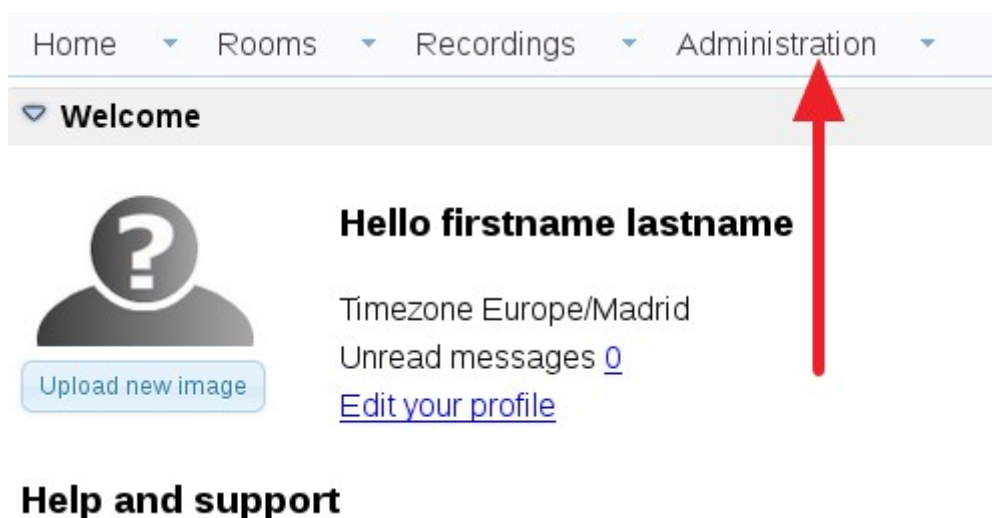 Home Rooms Recordings Administration
Welcome
Hello firstname lastname
Timezone Europe/Madrid
Unread messages 0
Upload new image
Edit your profile
Help and support